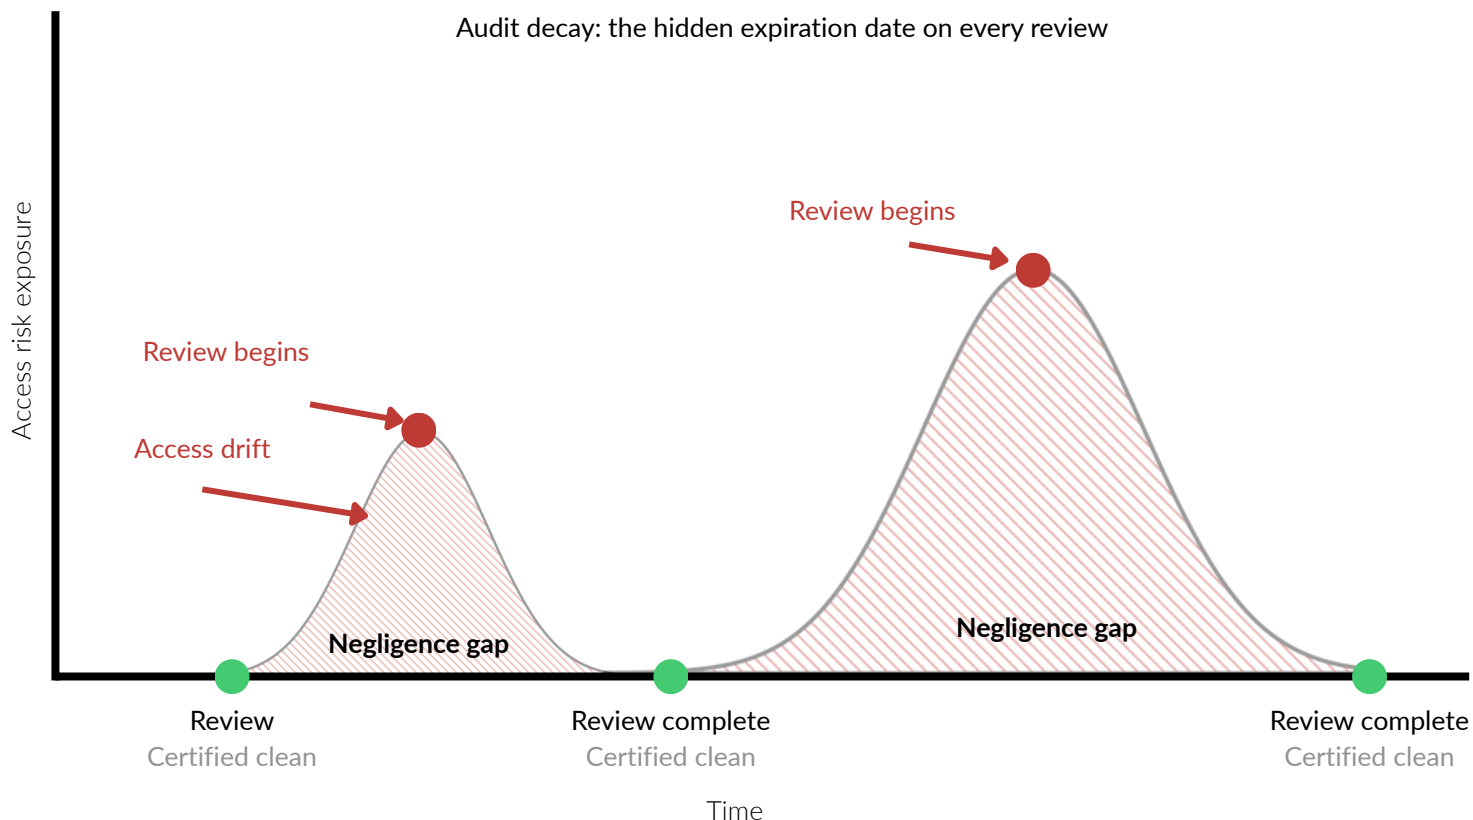 Audit decay: the hidden expiration date on every review
Access risk exposure
Review begins
Review begins
Access drift
Negligence gap
Negligence gap
Review
Certified clean
Review complete
Certified clean
Review complete
Certified clean
Time